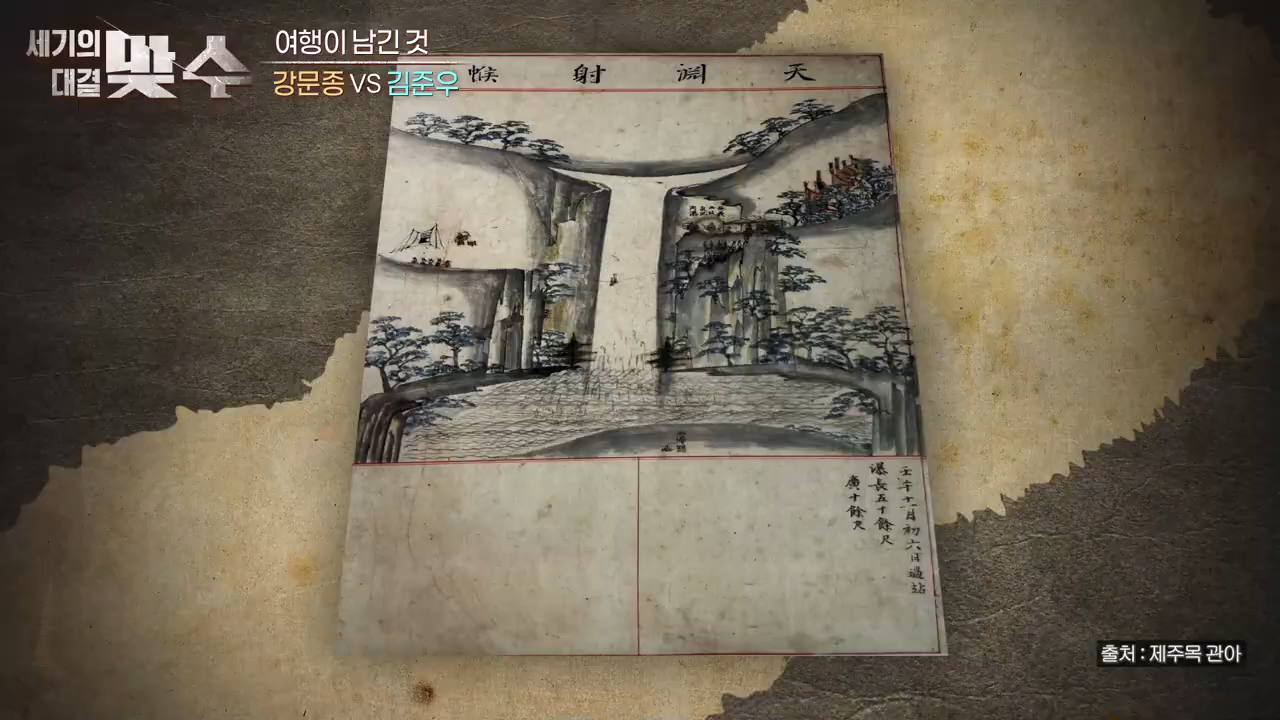 세기의 대결 맞수
여행이 남긴 것
강문종 VS 김준우
帿 射 淵 天
壬午十一月初六日過站
瀑長五十餘尺
廣十餘尺
출처 : 제주목 관아